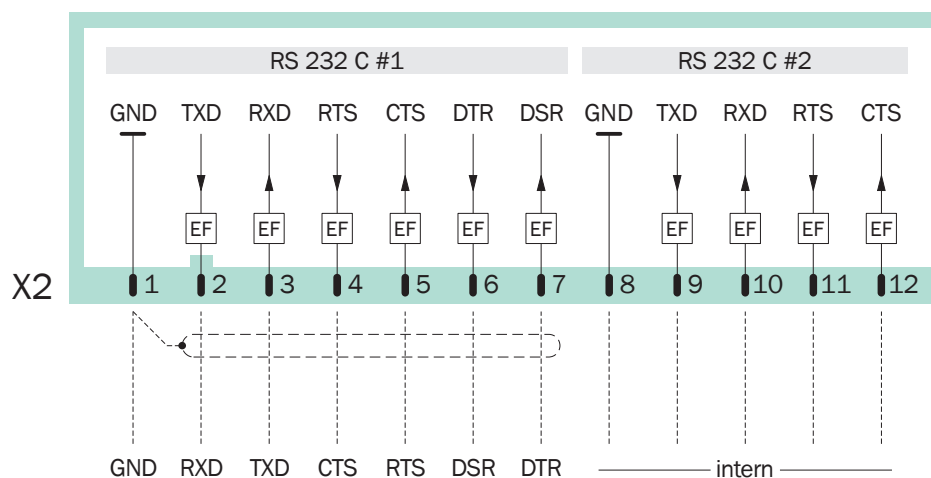 RS 232 C #1 RS 232 C #2
GND TXD RXD RTS CTS DTR DSR GND TXD RXD RTS CTS
EF EF EF EF EF EF EF EF EF EF
X2 1 2 3 4 5 6 7 8 9 10 11 12
GND RXD TXD CTS RTS DSR DTR intern